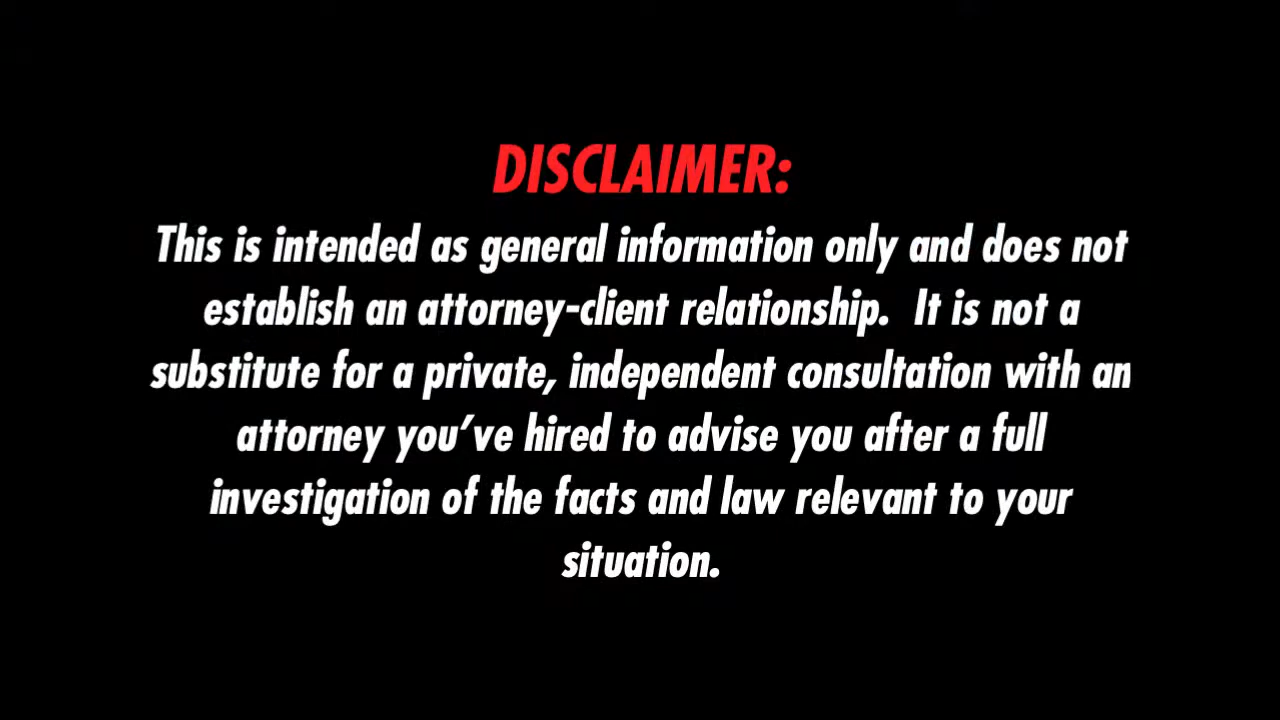 DISCLAIMER:
This is intended as general information only and does not
establish an attorney-client relationship.  It is not a
substitute for a private, independent consultation with an
attorney you’ve hired to advise you after a full
investigation of the facts and law relevant to your
situation.